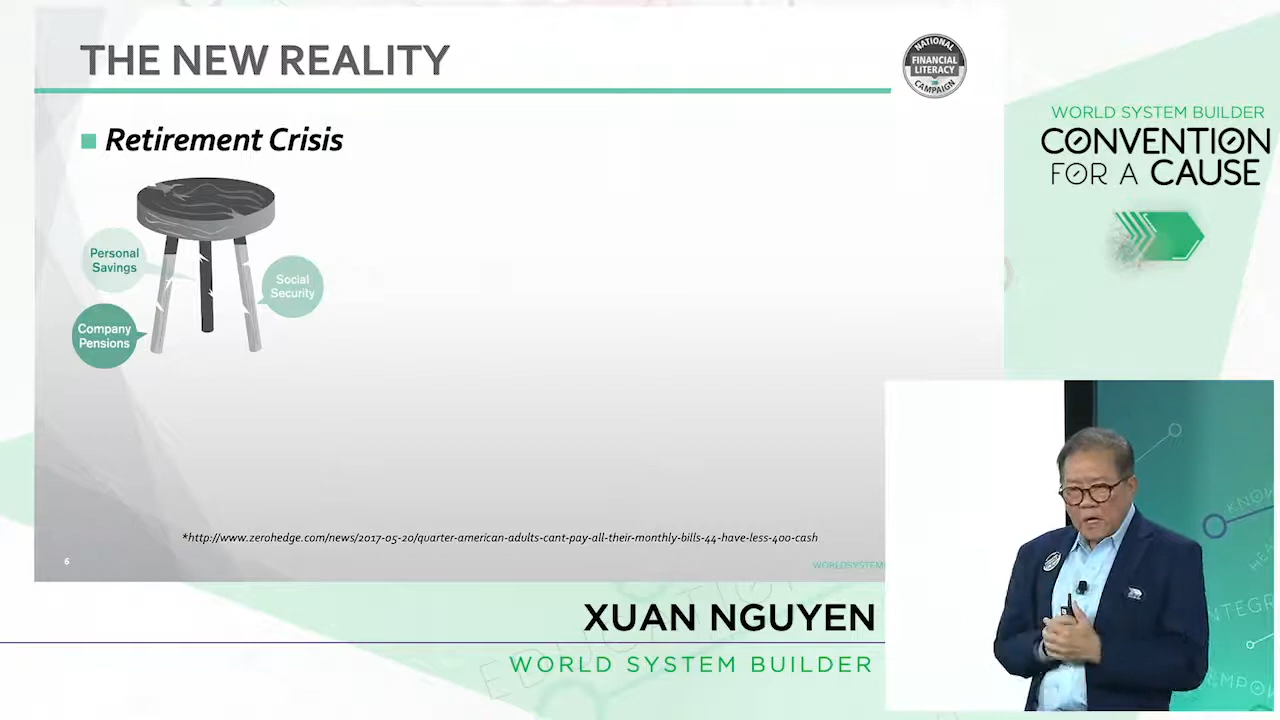 THE NEW REALITY
NATIONAL
FINANCIAL
LITERACY
CAMPAIGN
Retirement Crisis
Personal
Savings
Social
Security
Company
Pensions
*http://www.zerohedge.com/news/2017-05-20/quarter-american-adults-cant-pay-all-their-monthly-bills-44-have-less-400-cash
6
WORLDSYSTEM
WORLD SYSTEM BUILDER
CONVENTION
FOR A CAUSE
XUAN NGUYEN
WORLD SYSTEM BUILDER